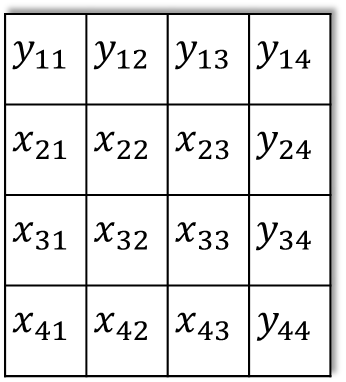 y₁₁ y₁₂ y₁₃ y₁₄
x₂₁ x₂₂ x₂₃ y₂₄
x₃₁ x₃₂ x₃₃ y₃₄
x₄₁ x₄₂ x₄₃ y₄₄